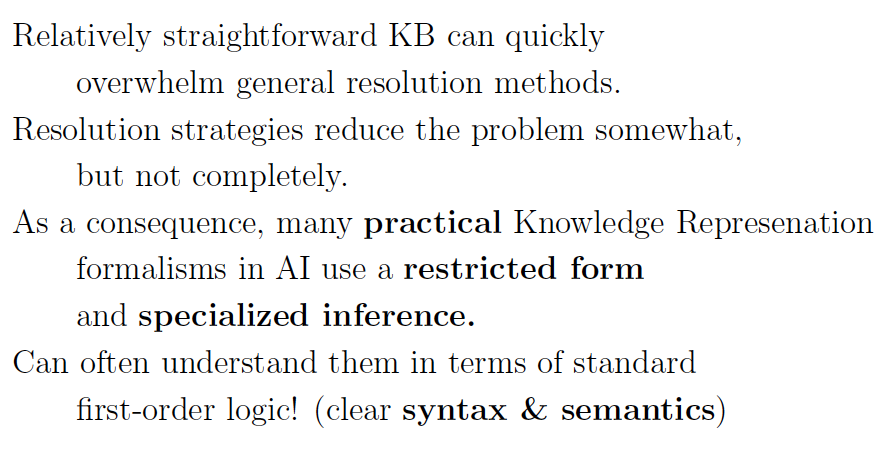 Relatively straightforward KB can quickly
overwhelm general resolution methods.
Resolution strategies reduce the problem somewhat,
but not completely.
As a consequence, many practical Knowledge Represenation
formalisms in AI use a restricted form
and specialized inference.
Can often understand them in terms of standard
first-order logic! (clear syntax & semantics)